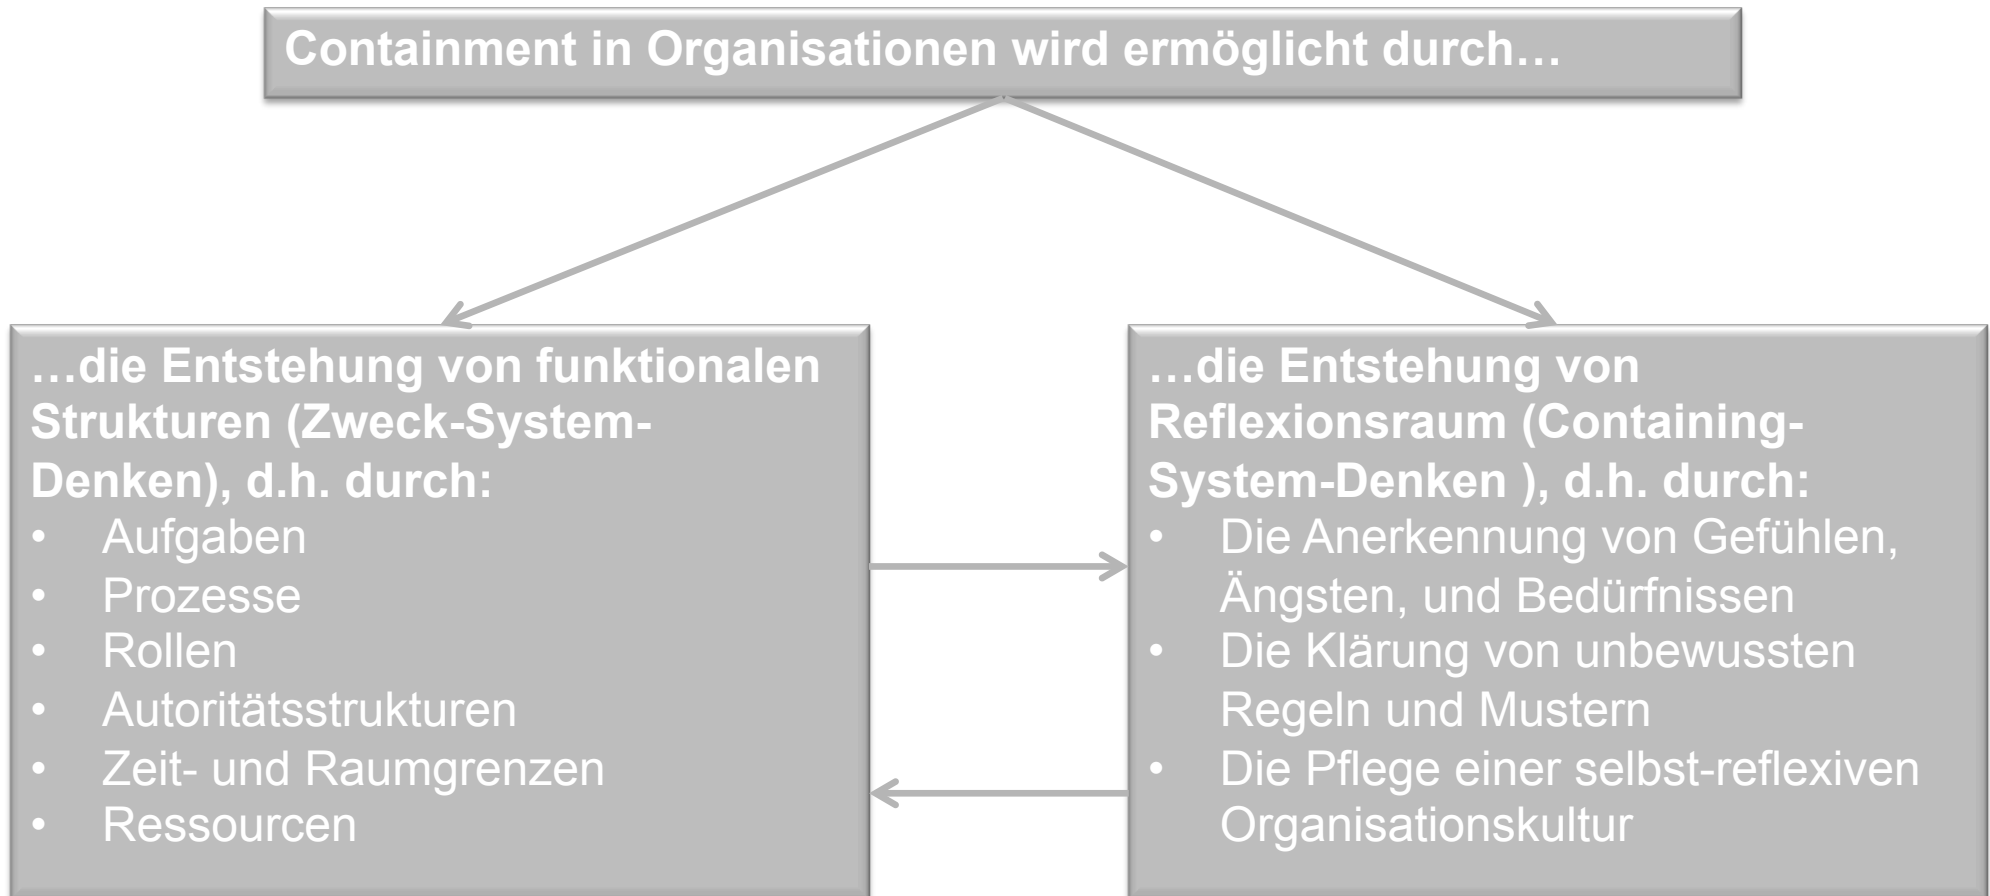 Containment in Organisationen wird ermöglicht durch…
…die Entstehung von funktionalen
Strukturen (Zweck-System-
Denken), d.h. durch:
• Aufgaben
• Prozesse
• Rollen
• Autoritätsstrukturen
• Zeit- und Raumgrenzen
• Ressourcen
…die Entstehung von
Reflexionsraum (Containing-
System-Denken ), d.h. durch:
• Die Anerkennung von Gefühlen,
Ängsten, und Bedürfnissen
• Die Klärung von unbewussten
Regeln und Mustern
• Die Pflege einer selbst-reflexiven
Organisationskultur